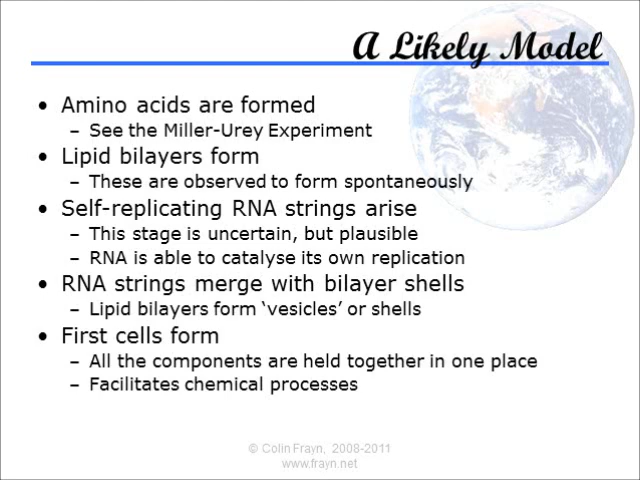 A Likely Model
• Amino acids are formed
– See the Miller-Urey Experiment
• Lipid bilayers form
– These are observed to form spontaneously
• Self-replicating RNA strings arise
– This stage is uncertain, but plausible
– RNA is able to catalyse its own replication
• RNA strings merge with bilayer shells
– Lipid bilayers form ‘vesicles’ or shells
• First cells form
– All the components are held together in one place
– Facilitates chemical processes
© Colin Frayn, 2008-2011
www.frayn.net